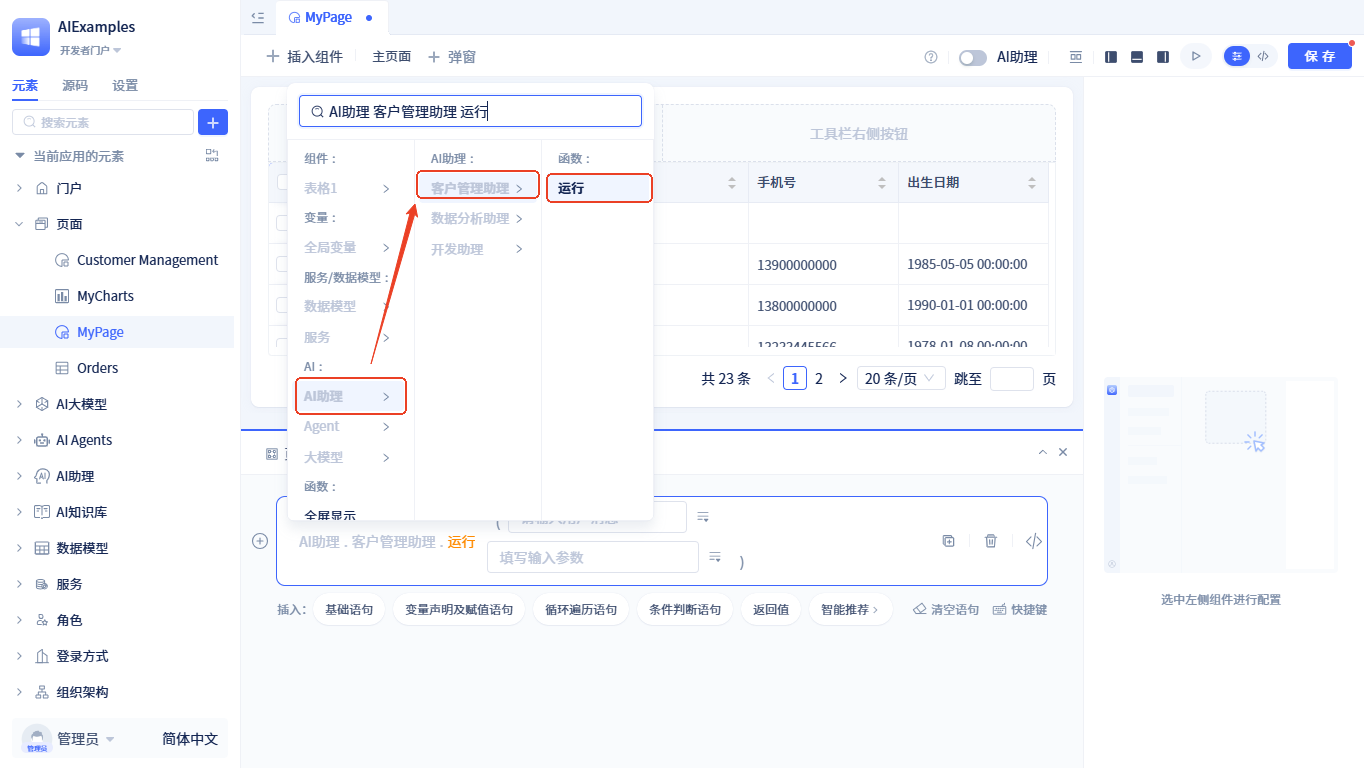 AIExamples
开发者门户
元素 源码 设置
搜索元素
当前应用的元素
门户
页面
Customer Management
MyCharts
MyPage
Orders
AI大模型
AI Agents
AI助理
AI知识库
数据模型
服务
角色
登录方式
组织架构
管理员
管理员
简体中文
MyPage
插入组件 主页面 弹窗
AI助理
保 存
AI助理 客户管理助理 运行
组件 :
表格1
变量 :
全局变量
服务/数据模型 :
数据模型
服务
AI :
AI助理
Agent
大模型
函数 :
全屏显示
AI助理 :
客户管理助理
数据分析助理
开发助理
函数 :
运行
工具栏右侧按钮
手机号 出生日期
13900000000 1985-05-05 00:00:00
13800000000 1990-01-01 00:00:00
13233445566 1978-01-08 00:00:00
共 23 条 1 2 20 条/页 跳至 页
(
AI助理 . 客户管理助理 . 运行
填写输入参数 )
插入: 基础语句 变量声明及赋值语句 循环遍历语句 条件判断语句 返回值 智能推荐 清空语句 快捷键
选中左侧组件进行配置